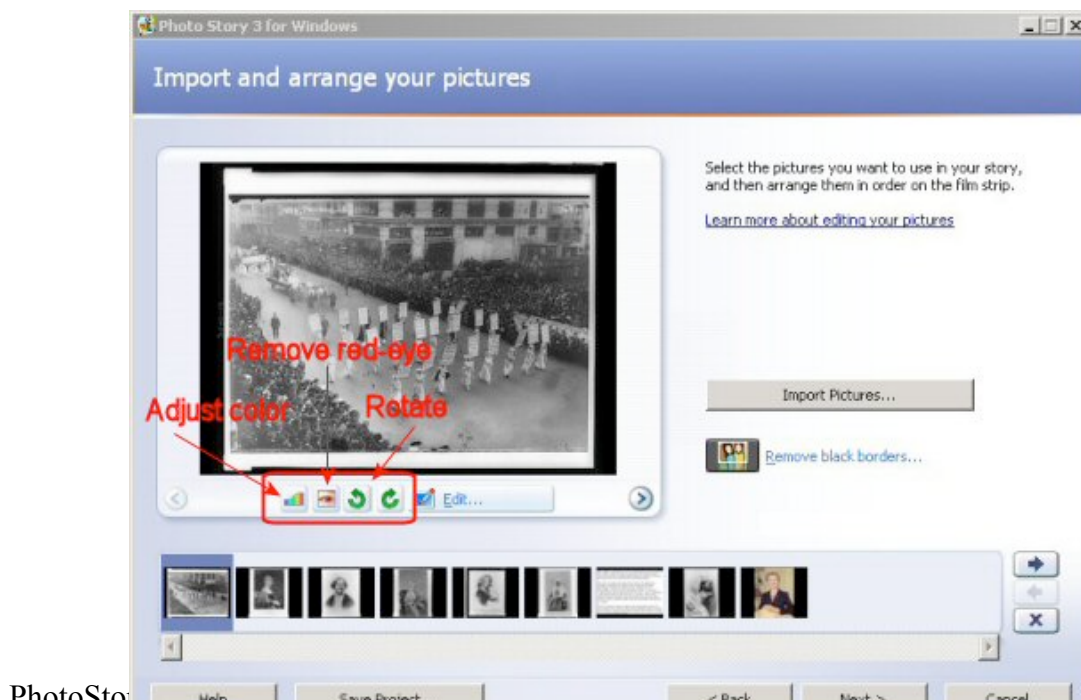 Photo Story 3 for Windows
Import and arrange your pictures
Select the pictures you want to use in your story,
and then arrange them in order on the film strip.
Learn more about editing your pictures
Remove red-eye
Adjust color
Rotate
Import Pictures...
Remove black borders...
Edit...
Help
Save Project...
< Back
Next >
Cancel